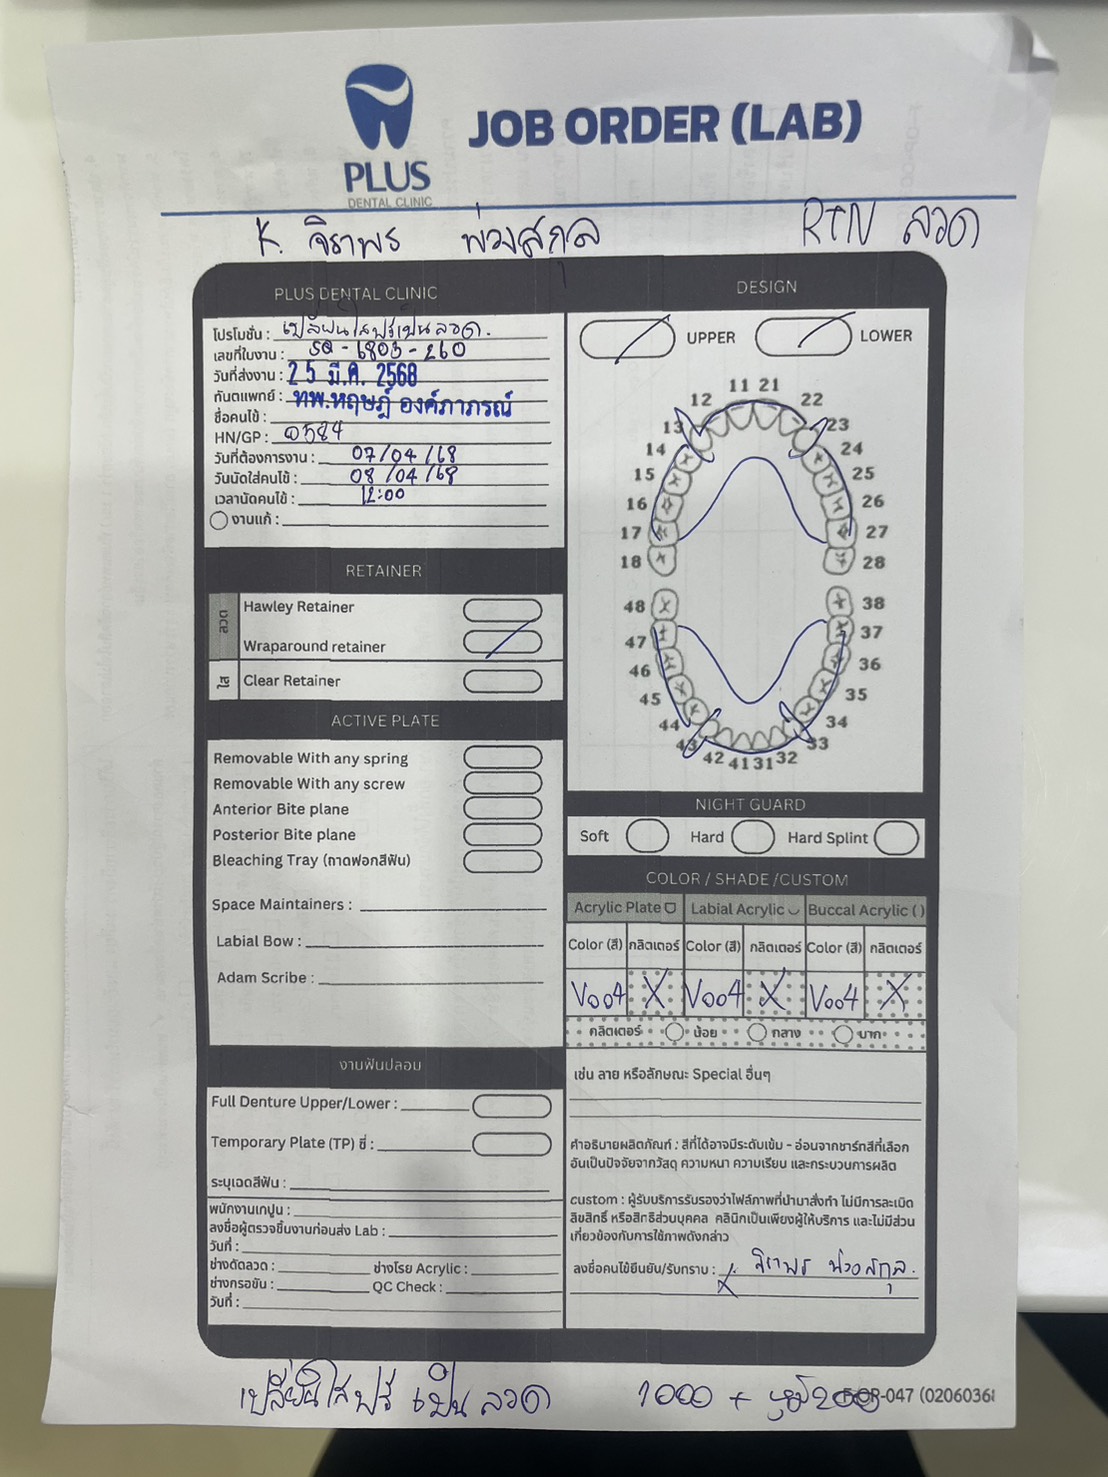 PLUS
DENTAL CLINIC
JOB ORDER (LAB)
K. จิราพร พ่วงสกุล
RTN ลวด
PLUS DENTAL CLINIC
โปรโมชั่น : เปลี่ยนใสฟรีเป็นลวด.
เลขที่ใบงาน : SQ-6803-260
วันที่ส่งงาน : 25 มี.ค. 2568
ทันตแพทย์ : ทพ.หฤษฎ์ องค์ภาภรณ์
ชื่อคนไข้ :
HN/GP : 0584
วันที่ต้องการงาน : 07/04/68
วันนัดใส่คนไข้ : 08/04/68
เวลานัดคนไข้ : 12:00
งานแก้ :
DESIGN
UPPER LOWER
11 21
12 22
13 23
14 24
15 25
16 26
17 27
18 28
48 38
47 37
46 36
45 35
44 34
43 33
42 41 31 32
RETAINER
ลวด
Hawley Retainer
Wraparound retainer
ใส
Clear Retainer
ACTIVE PLATE
Removable With any spring
Removable With any screw
Anterior Bite plane
Posterior Bite plane
Bleaching Tray (ถาดฟอกสีฟัน)
Space Maintainers :
Labial Bow :
Adam Scribe :
NIGHT GUARD
Soft Hard Hard Splint
COLOR / SHADE /CUSTOM
Acrylic Plate Labial Acrylic Buccal Acrylic ( )
Color (สี) กลิตเตอร์ Color (สี) กลิตเตอร์ Color (สี) กลิตเตอร์
V004 X V004 X V004 X
กลิตเตอร์ น้อย กลาง มาก
เช่น ลาย หรือลักษณะ Special อื่นๆ
งานฟันปลอม
Full Denture Upper/Lower :
Temporary Plate (TP) ซี่ :
ระบุเฉดสีฟัน :
พนักงานเทปูน :
ลงชื่อผู้ตรวจชิ้นงานก่อนส่ง Lab :
วันที่ :
ช่างดัดลวด : ช่างโรย Acrylic :
ช่างกรอขัน : QC Check :
วันที่ :
คำอธิบายผลิตภัณฑ์ : สีที่ได้อาจมีระดับเข้ม - อ่อนจากชาร์ทสีที่เลือก
อันเป็นปัจจัยจากวัสดุ ความหนา ความเรียบ และกระบวนการผลิต
custom : ผู้รับบริการรับรองว่าไฟล์ภาพที่นำมาสั่งทำ ไม่มีการละเมิด
ลิขสิทธิ์ หรือสิทธิส่วนบุคคล คลินิกเป็นเพียงผู้ให้บริการ และไม่มีส่วน
เกี่ยวข้องกับการใช้ภาพดังกล่าว
ลงชื่อคนไข้ยืนยัน/รับทราบ : จิราพร พ่วงสกุล.
X
เปลี่ยนใสฟรี เป็น ลวด 1000 +
-047 (0206036